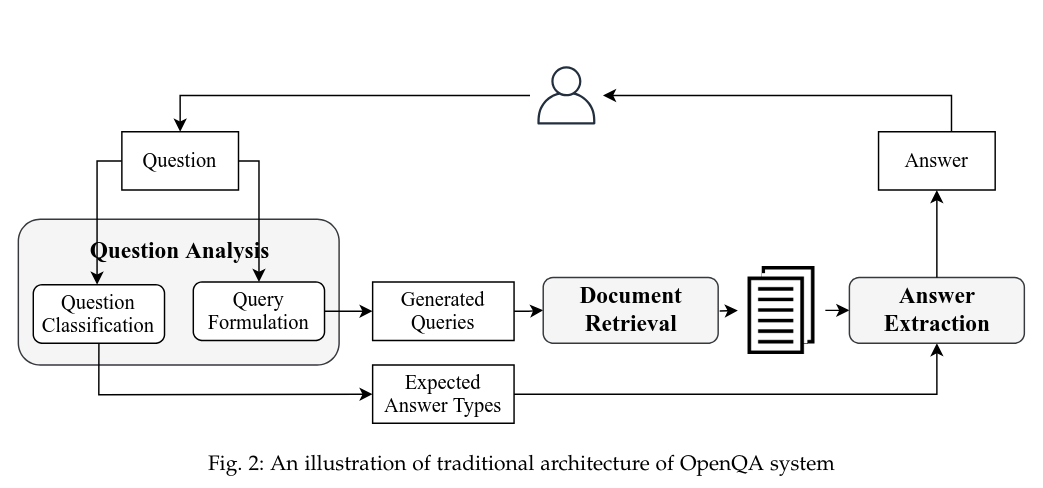 Question
Answer
Question Analysis
Question
Classification
Query
Formulation
Generated
Queries
Document
Retrieval
Answer
Extraction
Expected
Answer Types
Fig. 2: An illustration of traditional architecture of OpenQA system